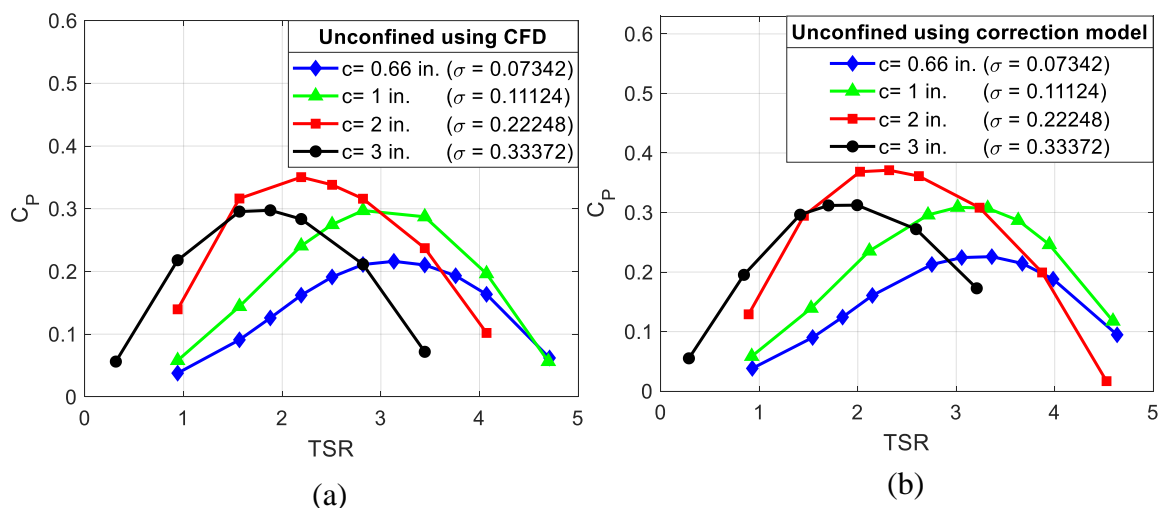 Unconfined using CFD
c= 0.66 in. (σ = 0.07342)
c= 1 in. (σ = 0.11124)
c= 2 in. (σ = 0.22248)
c= 3 in. (σ = 0.33372)
0.6
0.5
0.4
0.3
0.2
0.1
0
C_P
0 1 2 3 4 5
TSR
(a)
Unconfined using correction model
c= 0.66 in. (σ = 0.07342)
c= 1 in. (σ = 0.11124)
c= 2 in. (σ = 0.22248)
c= 3 in. (σ = 0.33372)
0.6
0.5
0.4
0.3
0.2
0.1
0
C_P
0 1 2 3 4 5
TSR
(b)